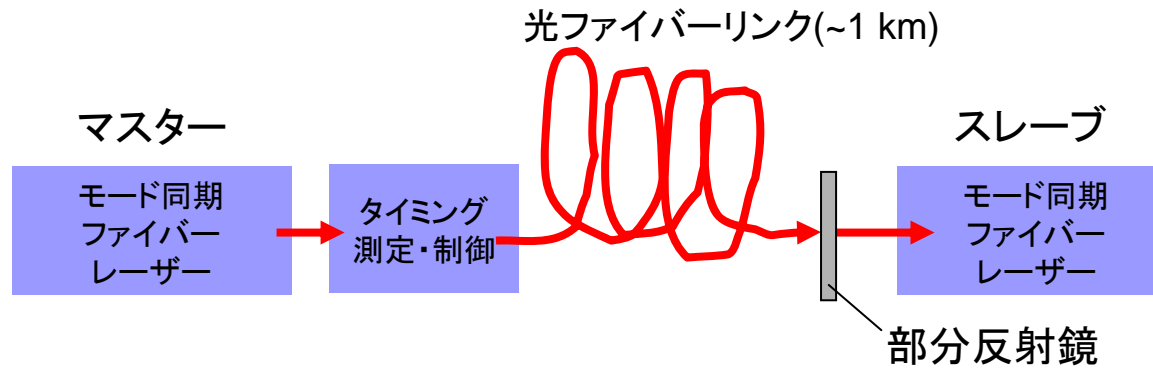 光ファイバーリンク(~1 km)
マスター
スレーブ
モード同期
ファイバー
レーザー
タイミング
測定・制御
モード同期
ファイバー
レーザー
部分反射鏡